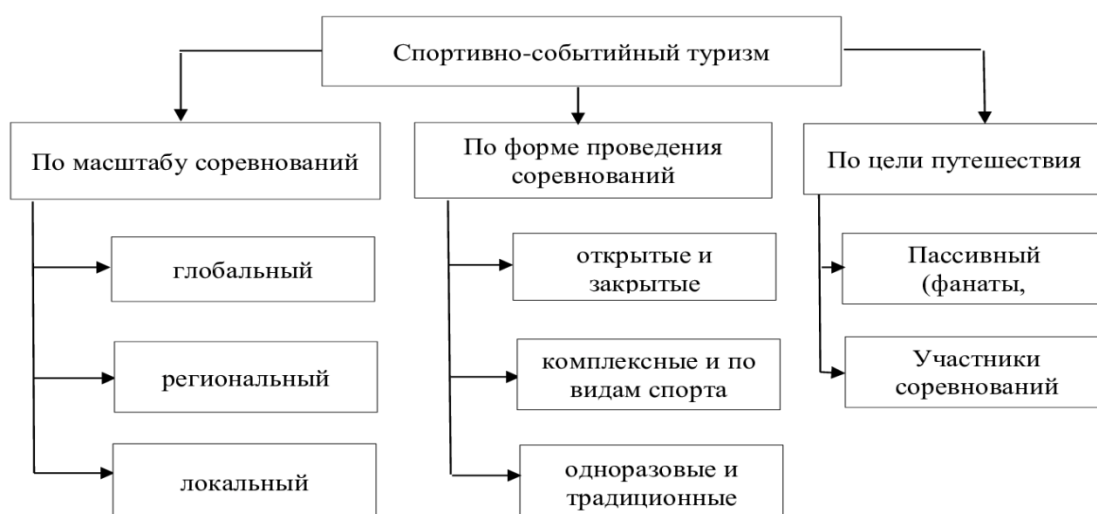 Спортивно-событийный туризм
По масштабу соревнований
глобальный
региональный
локальный
По форме проведения
соревнований
открытые и
закрытые
комплексные и по
видам спорта
одноразовые и
традиционные
По цели путешествия
Пассивный
(фанаты,
Участники
соревнований